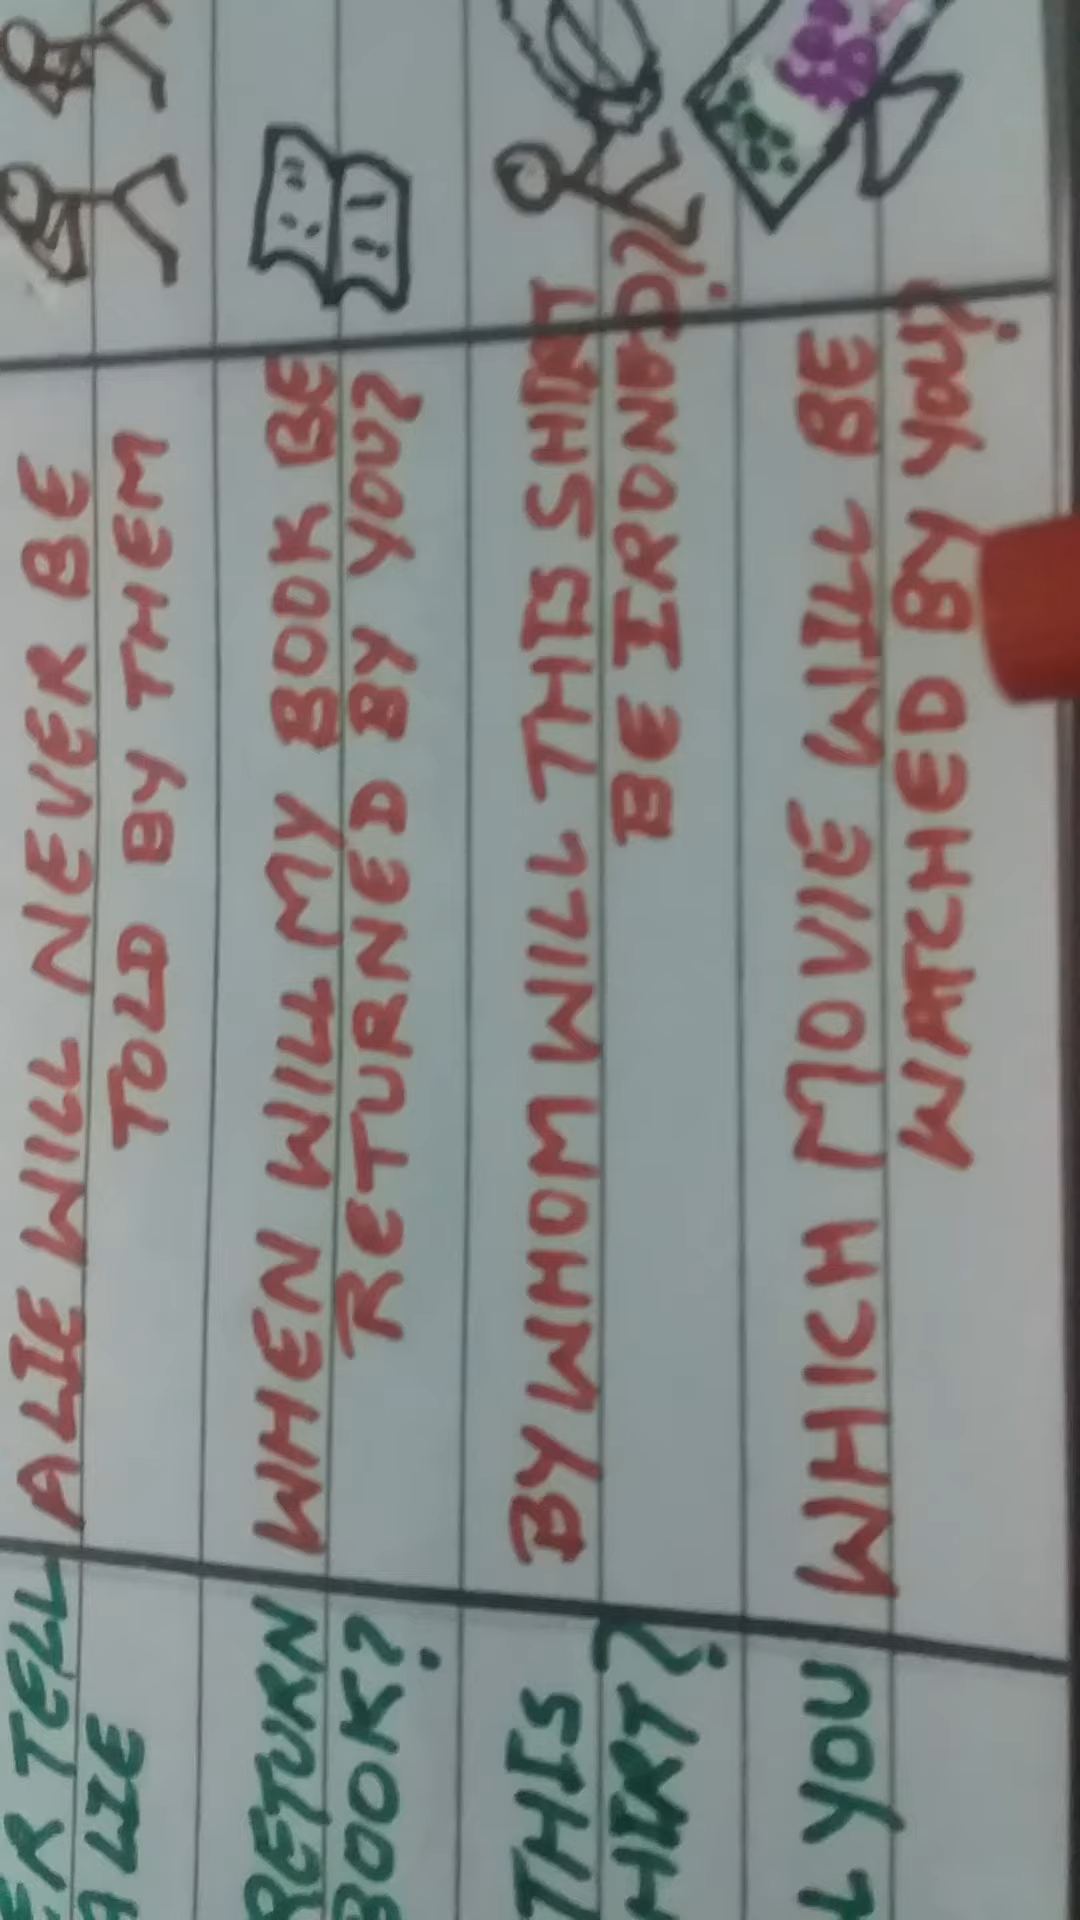 ER TELL
A LIE
A LIE WILL NEVER BE
TOLD BY THEM
RETURN
BOOK?
WHEN WILL MY BOOK BE
RETURNED BY YOU?
THIS
HIRT?
BY WHOM WILL THIS SHIRT
BE IRONED?
L YOU
WHICH MOVIE WILL BE
WATCHED BY YOU?